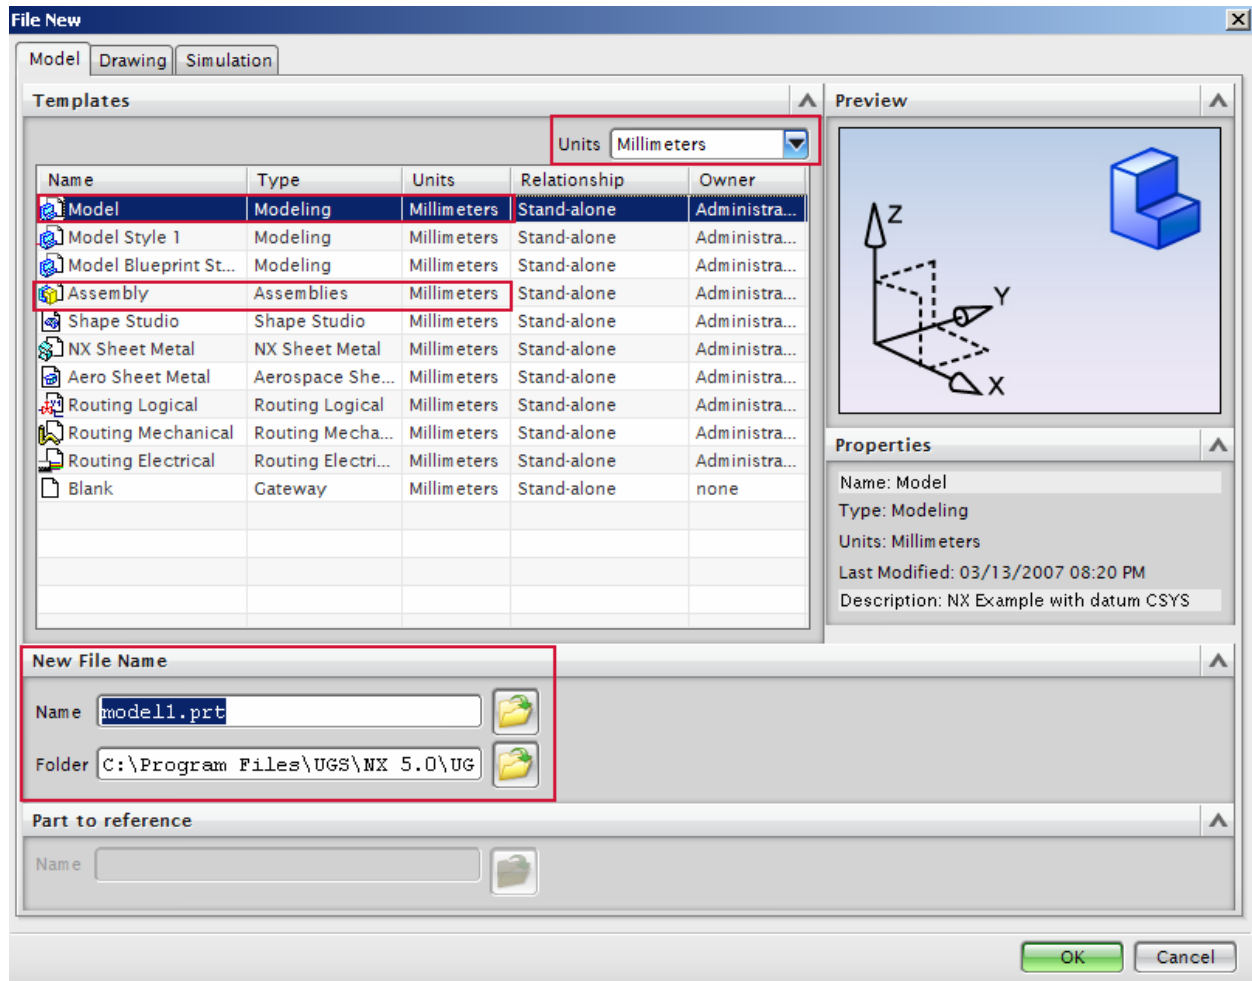 File New
Model Drawing Simulation
Templates
Units Millimeters
Name Type Units Relationship Owner
Model Modeling Millimeters Stand-alone Administra...
Model Style 1 Modeling Millimeters Stand-alone Administra...
Model Blueprint St... Modeling Millimeters Stand-alone Administra...
Assembly Assemblies Millimeters Stand-alone Administra...
Shape Studio Shape Studio Millimeters Stand-alone Administra...
NX Sheet Metal NX Sheet Metal Millimeters Stand-alone Administra...
Aero Sheet Metal Aerospace She... Millimeters Stand-alone Administra...
Routing Logical Routing Logical Millimeters Stand-alone Administra...
Routing Mechanical Routing Mecha... Millimeters Stand-alone Administra...
Routing Electrical Routing Electri... Millimeters Stand-alone Administra...
Blank Gateway Millimeters Stand-alone none
Preview
Z
Y
X
Properties
Name: Model
Type: Modeling
Units: Millimeters
Last Modified: 03/13/2007 08:20 PM
Description: NX Example with datum CSYS
New File Name
Name model1.prt
Folder C:\Program Files\UGS\NX 5.0\UG
Part to reference
Name
OK Cancel